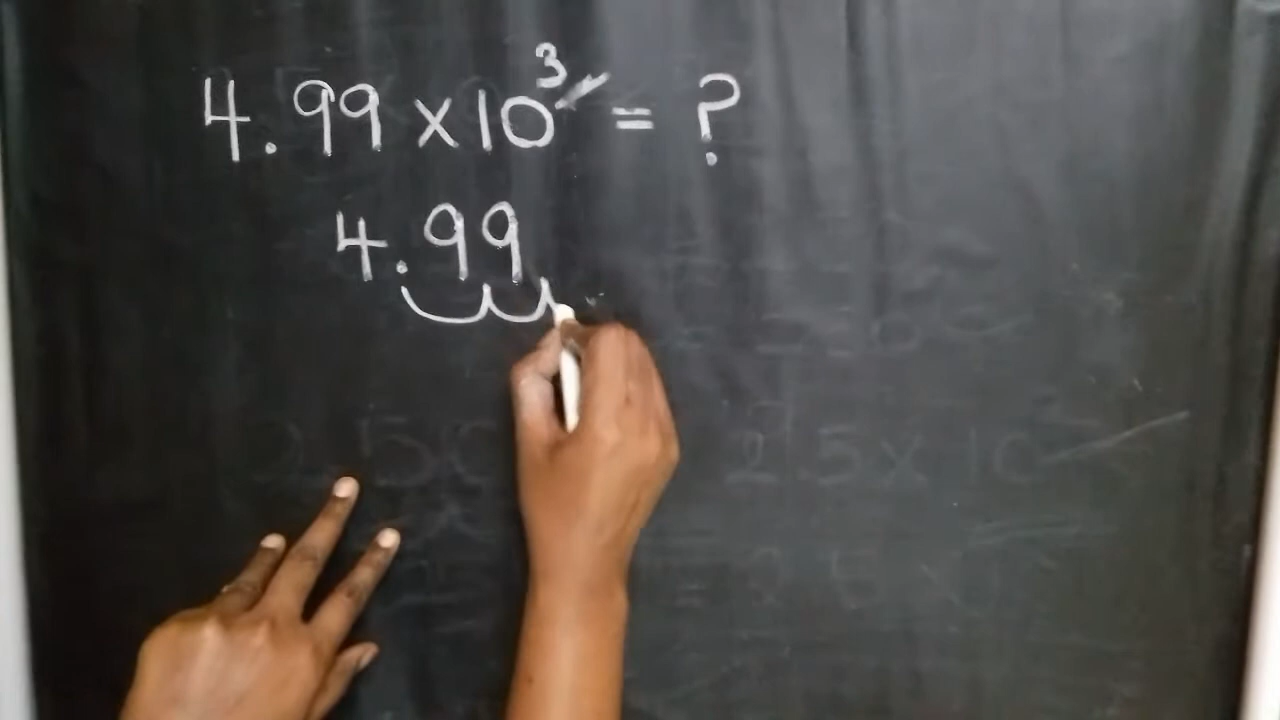 4.99 x 10³ = ?
4.99